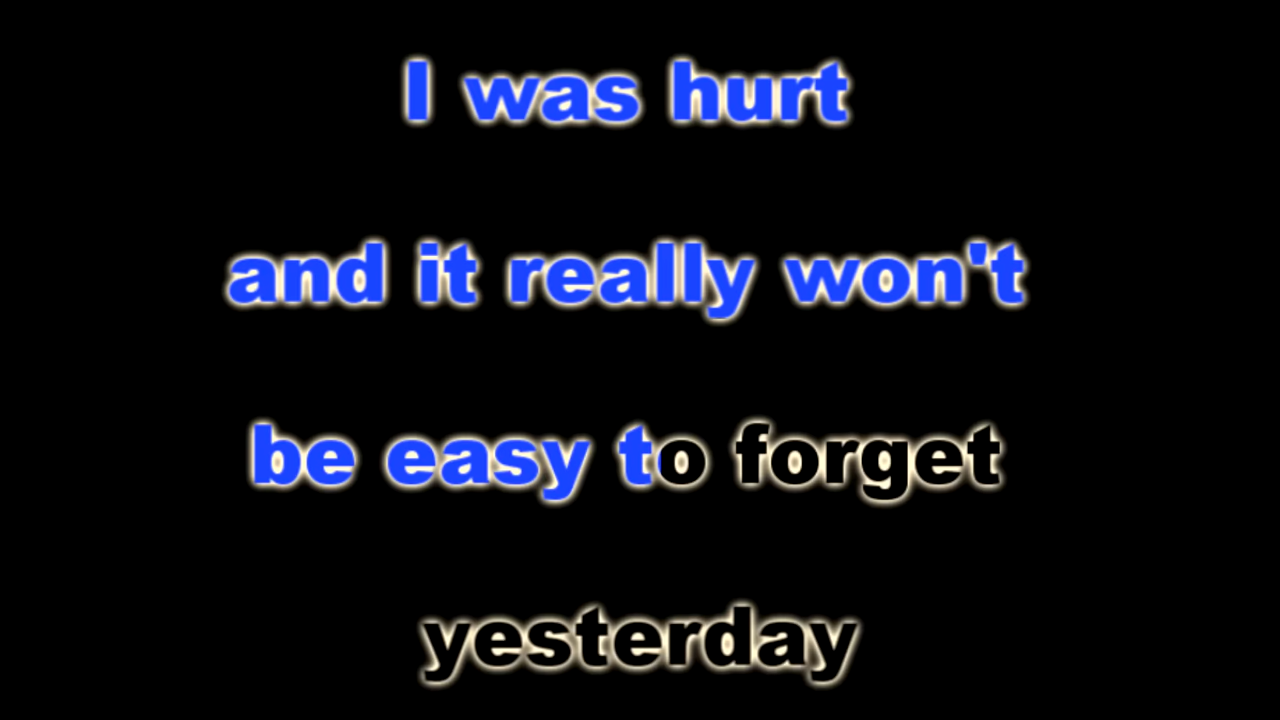 I was hurt
and it really won't
be easy to forget
yesterday